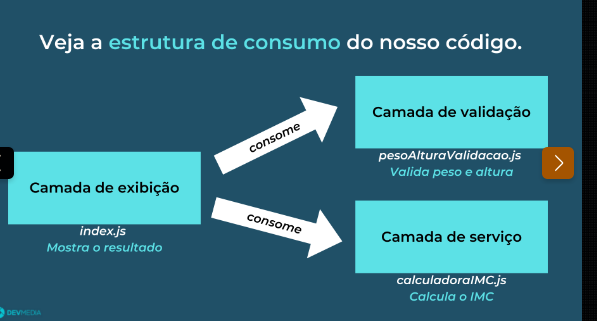 Veja a estrutura de consumo do nosso código.
consome
Camada de validação
pesoAlturaValidacao.js
Valida peso e altura
Camada de exibição
index.js
Mostra o resultado
consome
Camada de serviço
calculadoraIMC.js
Calcula o IMC
DEVMEDIA